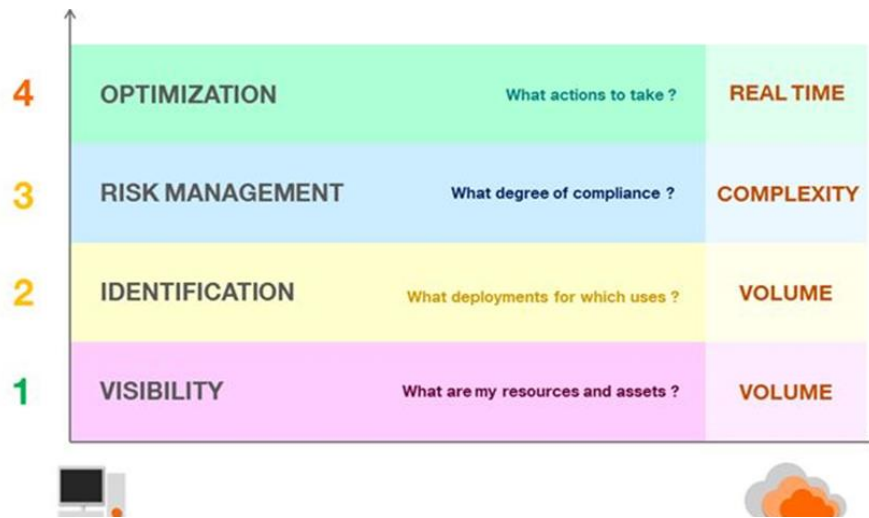 4 OPTIMIZATION What actions to take ? REAL TIME
3 RISK MANAGEMENT What degree of compliance ? COMPLEXITY
2 IDENTIFICATION What deployments for which uses ? VOLUME
1 VISIBILITY What are my resources and assets ? VOLUME